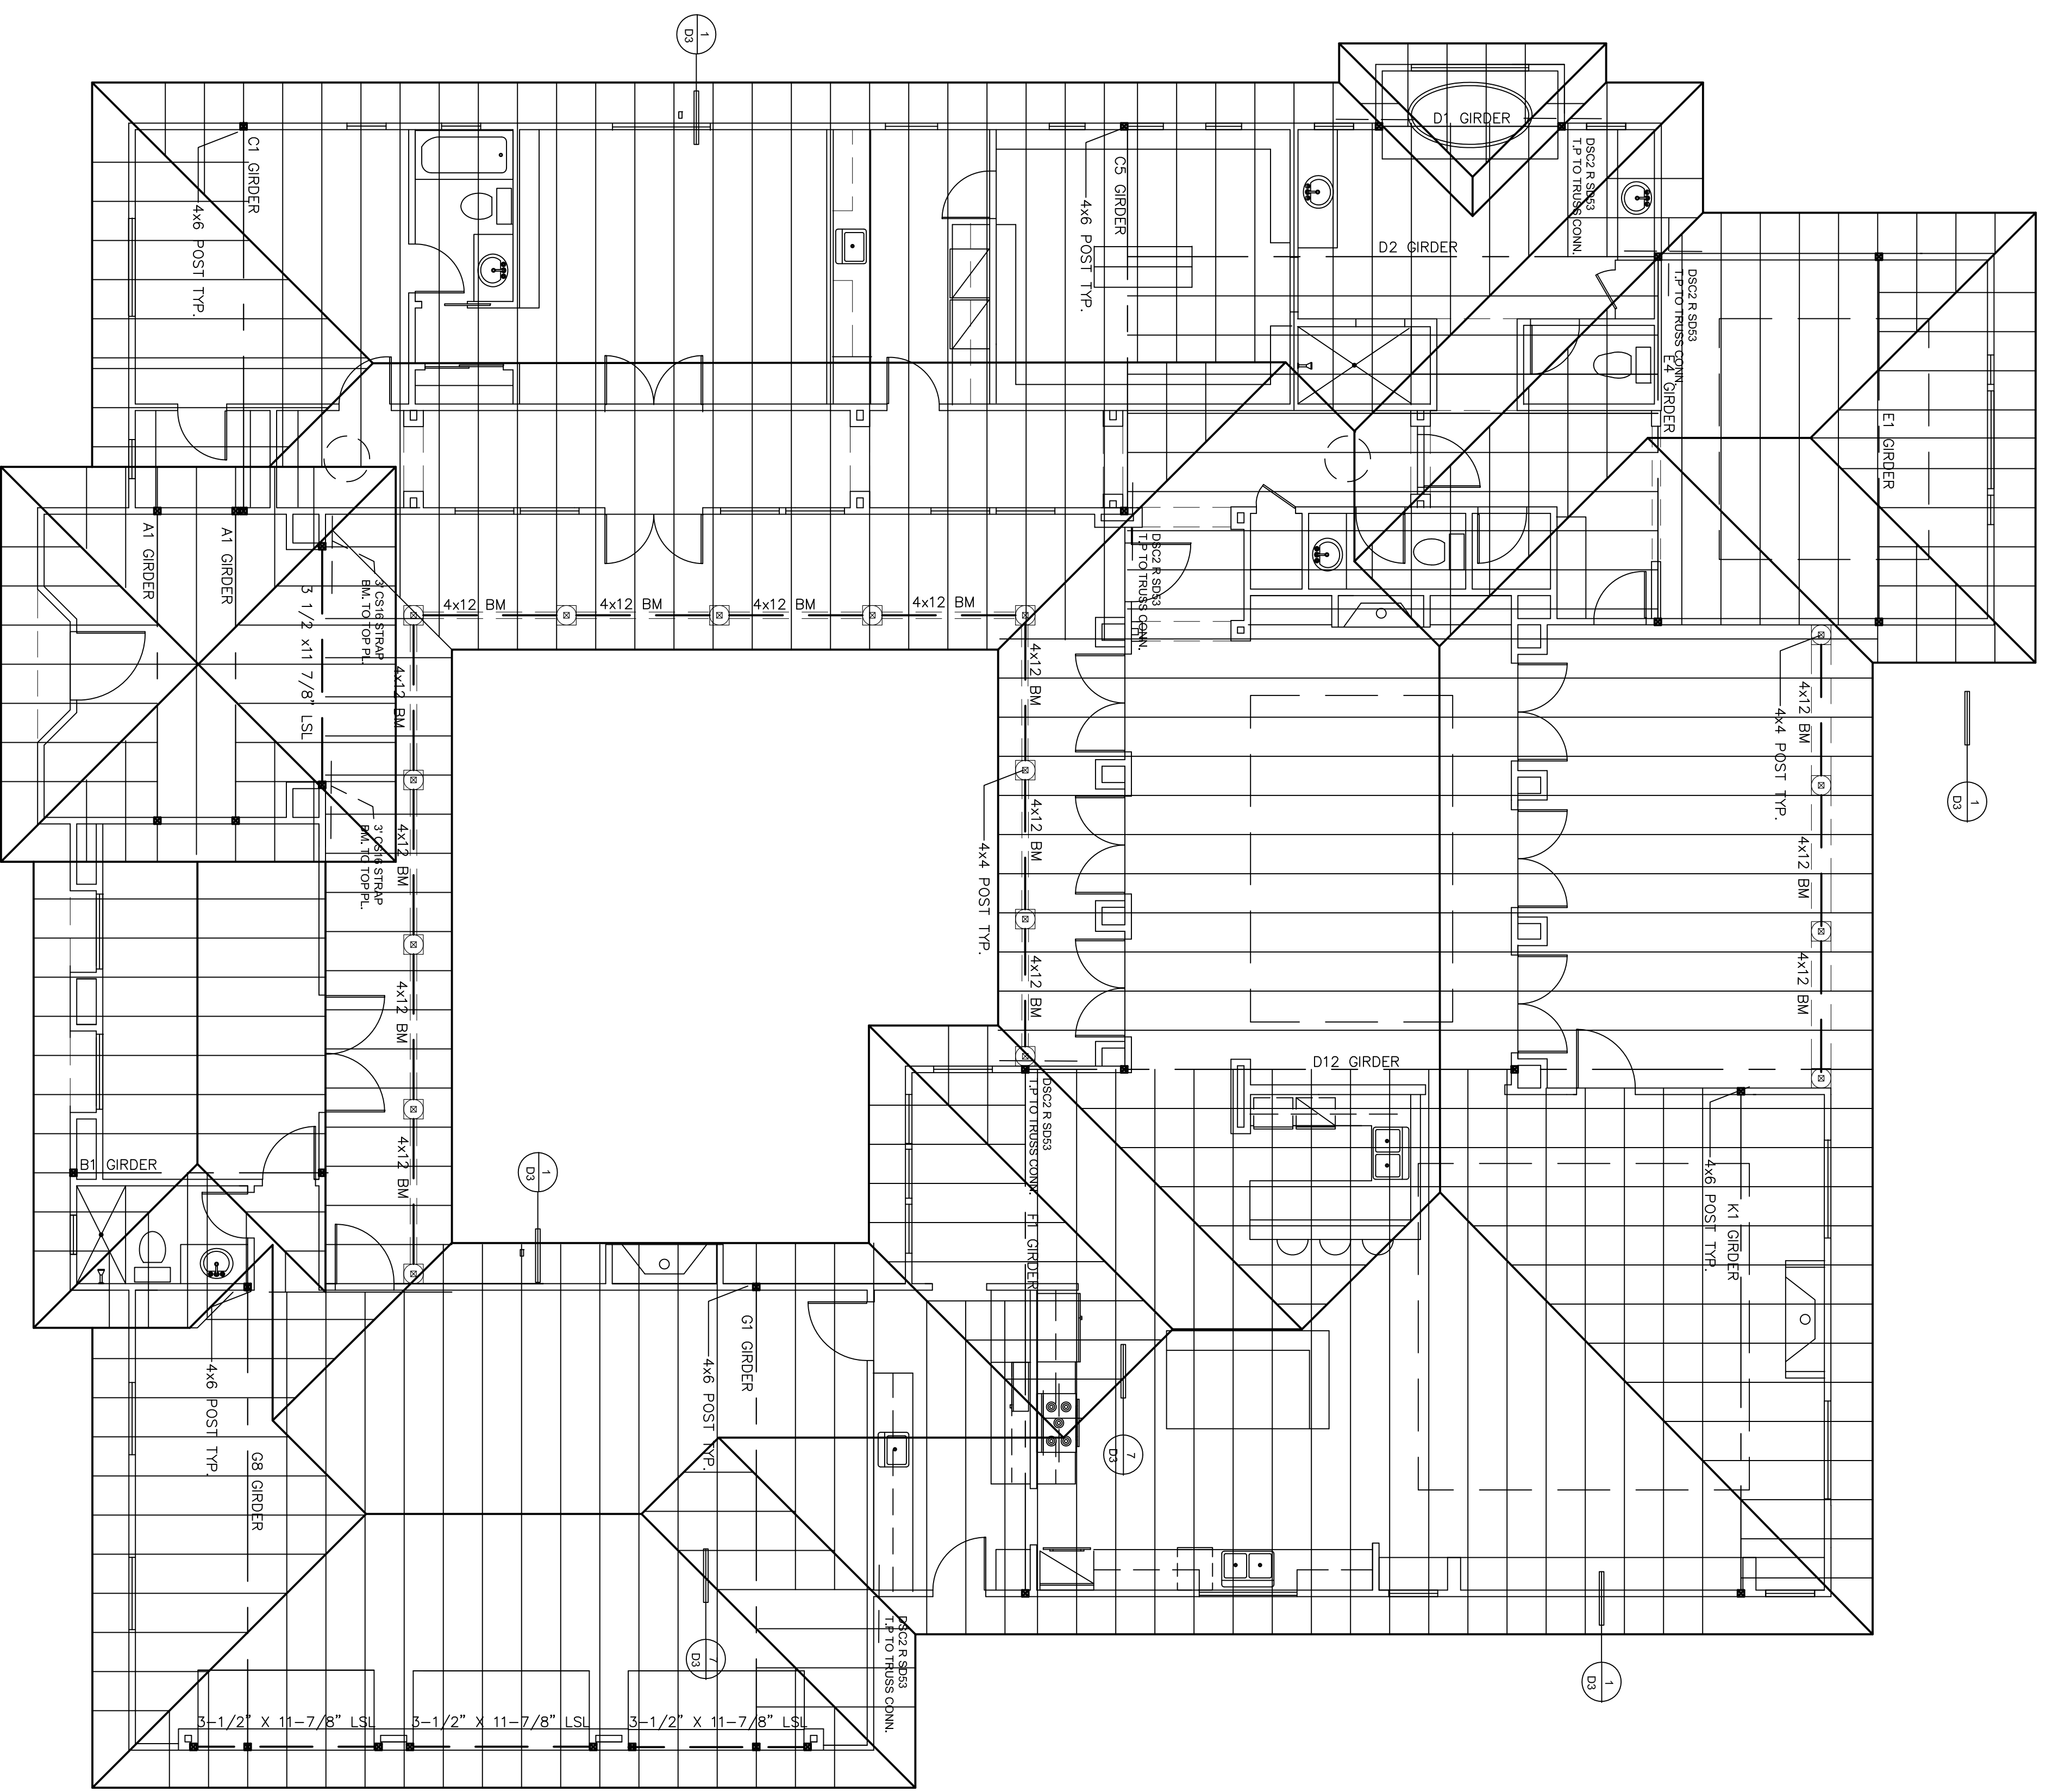 1
D3
D1 GIRDER
DSC2 R SD53
T.P TO TRUSS CONN.
C1 GIRDER
4x6 POST TYP.
C5 GIRDER
4x6 POST TYP.
D2 GIRDER
DSC2 R SD53
T.P TO TRUSS CONN.
E4 GIRDER
E1 GIRDER
A1 GIRDER
A1 GIRDER
3' CS16 STRAP
BM. TO TOP PL.
3 1/2 x11 7/8" LSL
DSC2 R SD53
T.P TO TRUSS CONN.
4x12 BM
4x12 BM
4x12 BM
4x12 BM
4x12 BM
4x12 BM
4x12 BM
4x4 POST TYP.
1
D3
3' CS16 STRAP
BM. TO TOP PL.
4x12 BM
4x12 BM
4x4 POST TYP.
4x12 BM
4x12 BM
4x12 BM
4x12 BM
D12 GIRDER
DSC2 R SD53
T.P TO TRUSS CONN.
4x12 BM
B1 GIRDER
1
D3
F1 GIRDER
K1 GIRDER
4x6 POST TYP.
G1 GIRDER
4x6 POST TYP.
4x6 POST TYP.
G8 GIRDER
7
D3
7
D3
DSC2 R SD53
T.P TO TRUSS CONN.
1
D3
3-1/2" X 11-7/8" LSL
3-1/2" X 11-7/8" LSL
3-1/2" X 11-7/8" LSL